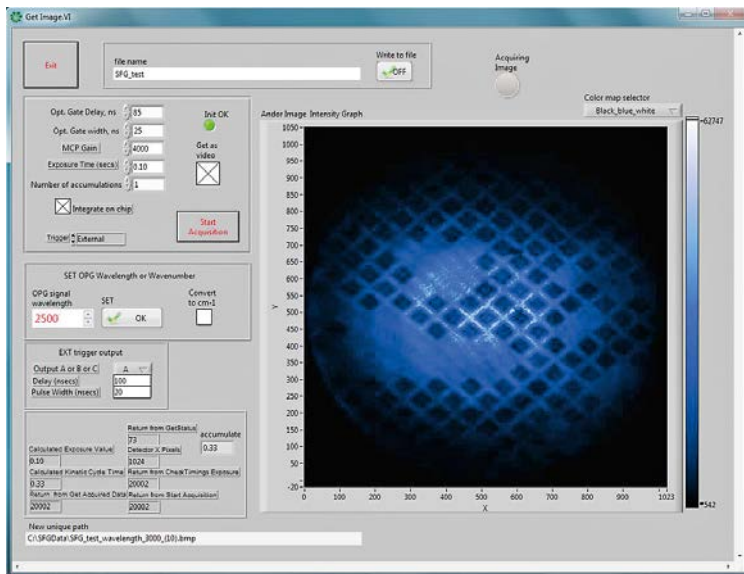 Get Image.VI
Exit
file name
SFG_test
Write to file
OFF
Acquiring
Image
Color map selector
Black_blue_white
Opt. Gate Delay, ns 85
Init OK
Opt. Gate width, ns 25
MCP Gain 4000
Get as
video
Exposure Time (secs) 0.10
Number of accumulations 1
Integrate on chip
Start
Acquisition
Trigger External
SET OPG Wavelength or Wavenumber
OPG signal
wavelength
SET
Convert
to cm-1
2500
OK
EXT trigger output
Output A or B or C A
Delay (nsecs) 100
Pulse Width (nsecs) 20
Return from GetStatus
73
accumulate
0.33
Calculated Exposure Value
0.10
Detector X Pixels
1024
Calculated Kinetic Cycle Time
0.33
Return from CheckTimings Exposure
20002
Return from Get Acquired Data
20002
Return from Start Acquisition
20002
New unique path
C:\SFGData\SFG_test_wavelength_3000_(10).bmp
Andor Image Intensity Graph
1050
1000
950
900
850
800
750
700
650
600
550
500
450
400
350
300
250
200
150
100
50
-20
Y
0 100 200 300 400 500 600 700 800 900 1023
X
62747
542